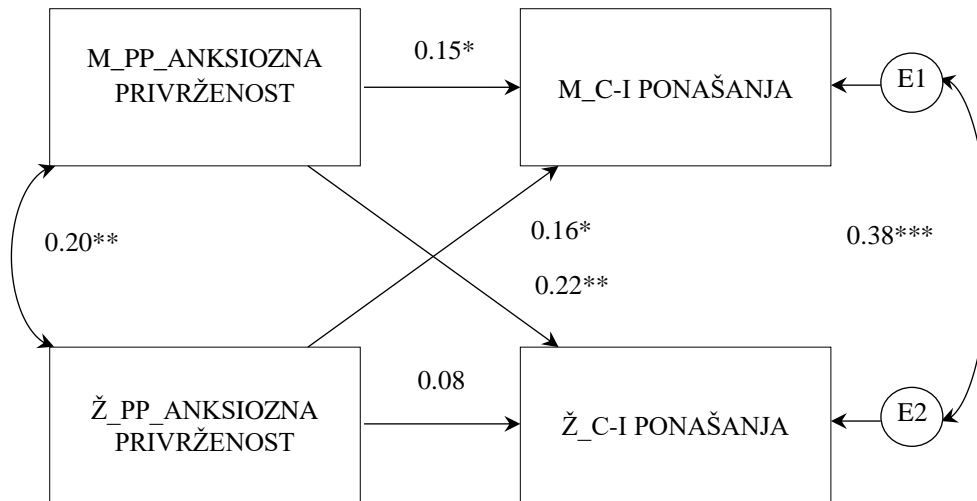 M_PP_ANKSIOZNA
PRIVRŽENOST
0.15*
M_C-I PONAŠANJA
E1
0.20**
0.16*
0.22**
0.38***
Ž_PP_ANKSIOZNA
PRIVRŽENOST
0.08
Ž_C-I PONAŠANJA
E2